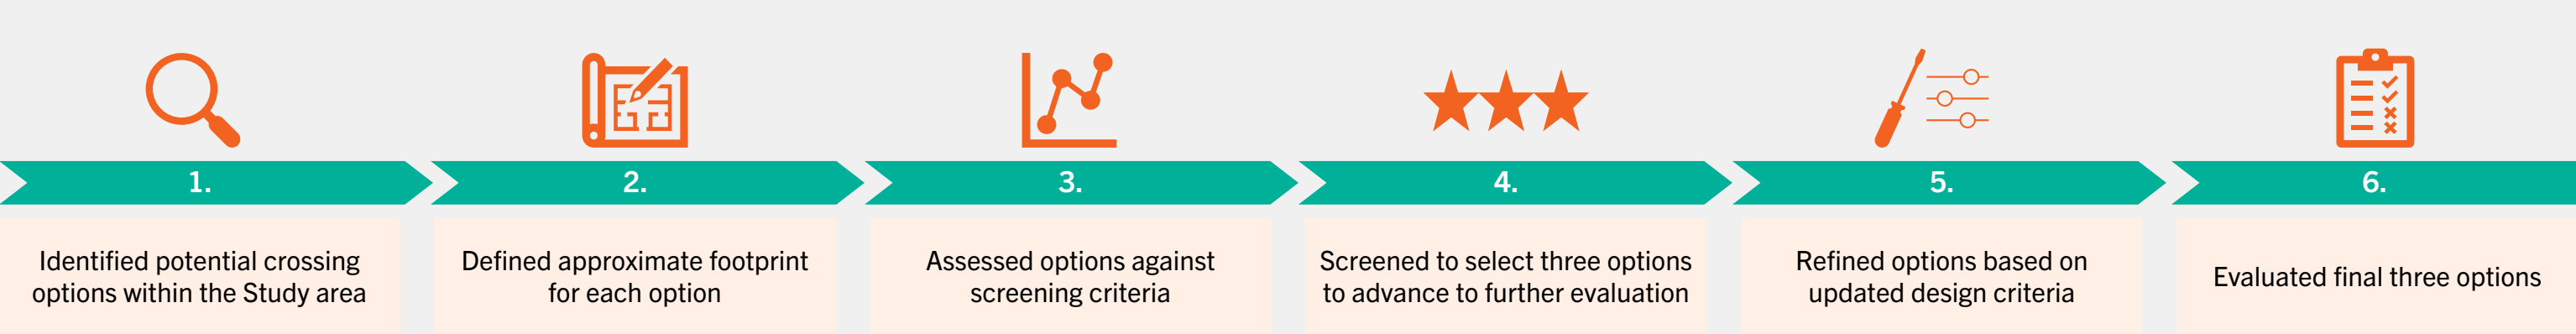 1.
Identified potential crossing
options within the Study area
2.
Defined approximate footprint
for each option
3.
Assessed options against
screening criteria
4.
Screened to select three options
to advance to further evaluation
5.
Refined options based on
updated design criteria
6.
Evaluated final three options